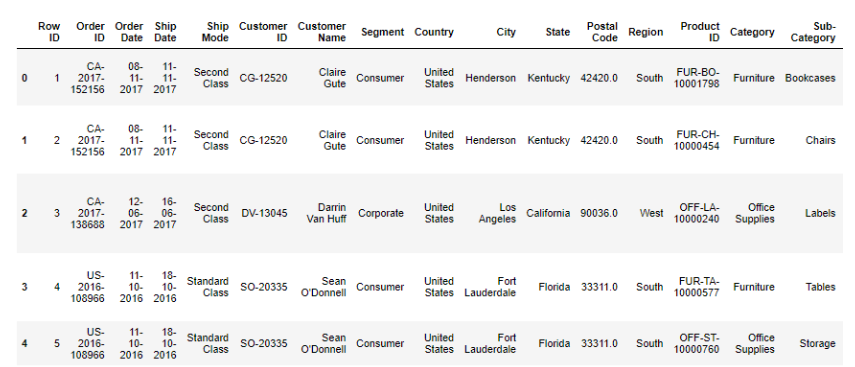 Row ID Order ID Order Date Ship Date Ship Mode Customer ID Customer Name Segment Country City State Postal Code Region Product ID Category Sub-Category
0 1 CA-2017-152156 08-11-2017 11-11-2017 Second Class CG-12520 Claire Gute Consumer United States Henderson Kentucky 42420.0 South FUR-BO-10001798 Furniture Bookcases
1 2 CA-2017-152156 08-11-2017 11-11-2017 Second Class CG-12520 Claire Gute Consumer United States Henderson Kentucky 42420.0 South FUR-CH-10000454 Furniture Chairs
2 3 CA-2017-138688 12-06-2017 16-06-2017 Second Class DV-13045 Darrin Van Huff Corporate United States Los Angeles California 90036.0 West OFF-LA-10000240 Office Supplies Labels
3 4 US-2016-108966 11-10-2016 18-10-2016 Standard Class SO-20335 Sean O'Donnell Consumer United States Fort Lauderdale Florida 33311.0 South FUR-TA-10000577 Furniture Tables
4 5 US-2016-108966 11-10-2016 18-10-2016 Standard Class SO-20335 Sean O'Donnell Consumer United States Fort Lauderdale Florida 33311.0 South OFF-ST-10000760 Office Supplies Storage